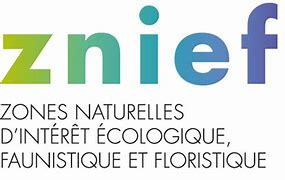 znief
ZONES NATURELLES
D'INTÉRÊT ÉCOLOGIQUE,
FAUNISTIQUE ET FLORISTIQUE